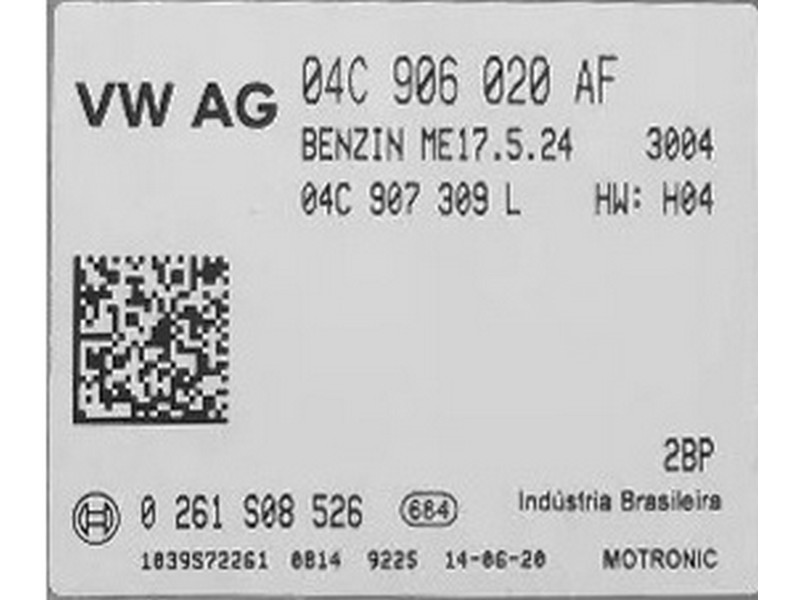 VW AG
04C 906 020 AF
BENZIN ME17.5.24 3004
04C 907 309 L HW: H04
2BP
0 261 S08 526 684 Indústria Brasileira
1039S72261 0814 922S 14-06-20 MOTRONIC